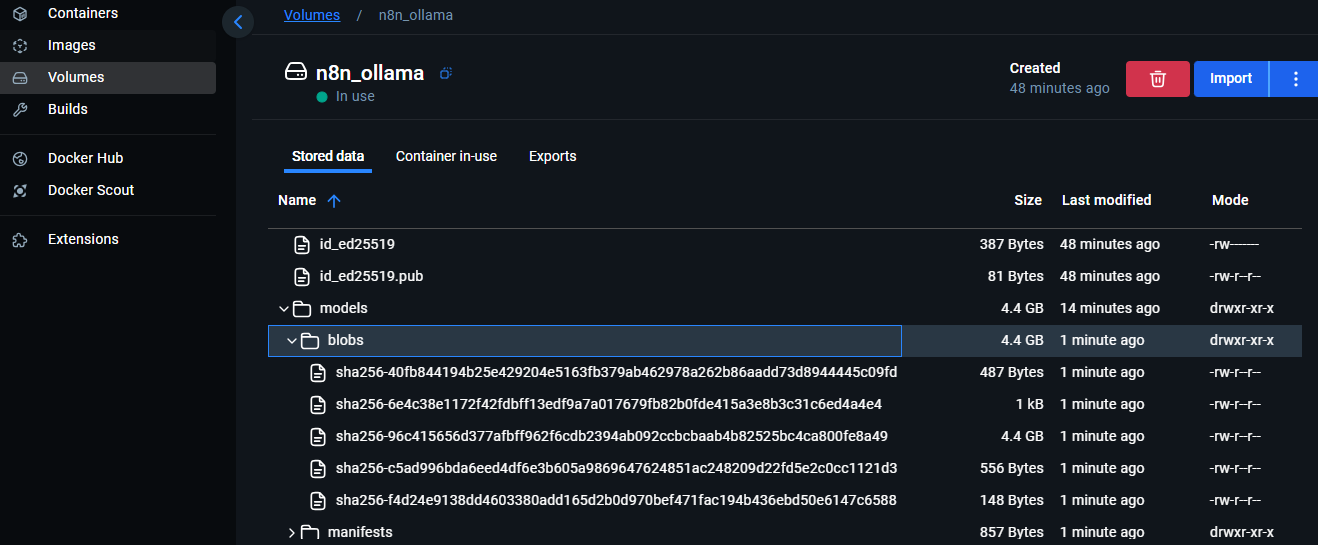 Containers
Images
Volumes
Builds
Docker Hub
Docker Scout
Extensions
Volumes / n8n_ollama
n8n_ollama
In use
Created
48 minutes ago
Import
Stored data Container in-use Exports
Name Size Last modified Mode
id_ed25519 387 Bytes 48 minutes ago -rw-------
id_ed25519.pub 81 Bytes 48 minutes ago -rw-r--r--
models 4.4 GB 14 minutes ago drwxr-xr-x
blobs 4.4 GB 1 minute ago drwxr-xr-x
sha256-40fb844194b25e429204e5163fb379ab462978a262b86aadd73d8944445c09fd 487 Bytes 1 minute ago -rw-r--r--
sha256-6e4c38e1172f42fdbff13edf9a7a017679fb82b0fde415a3e8b3c31c6ed4a4e4 1 kB 1 minute ago -rw-r--r--
sha256-96c415656d377afbff962f6cdb2394ab092ccbcbaab4b82525bc4ca800fe8a49 4.4 GB 1 minute ago -rw-r--r--
sha256-c5ad996bda6eed4df6e3b605a9869647624851ac248209d22fd5e2c0cc1121d3 556 Bytes 1 minute ago -rw-r--r--
sha256-f4d24e9138dd4603380add165d2b0d970bef471fac194b436ebd50e6147c6588 148 Bytes 1 minute ago -rw-r--r--
manifests 857 Bytes 1 minute ago drwxr-xr-x